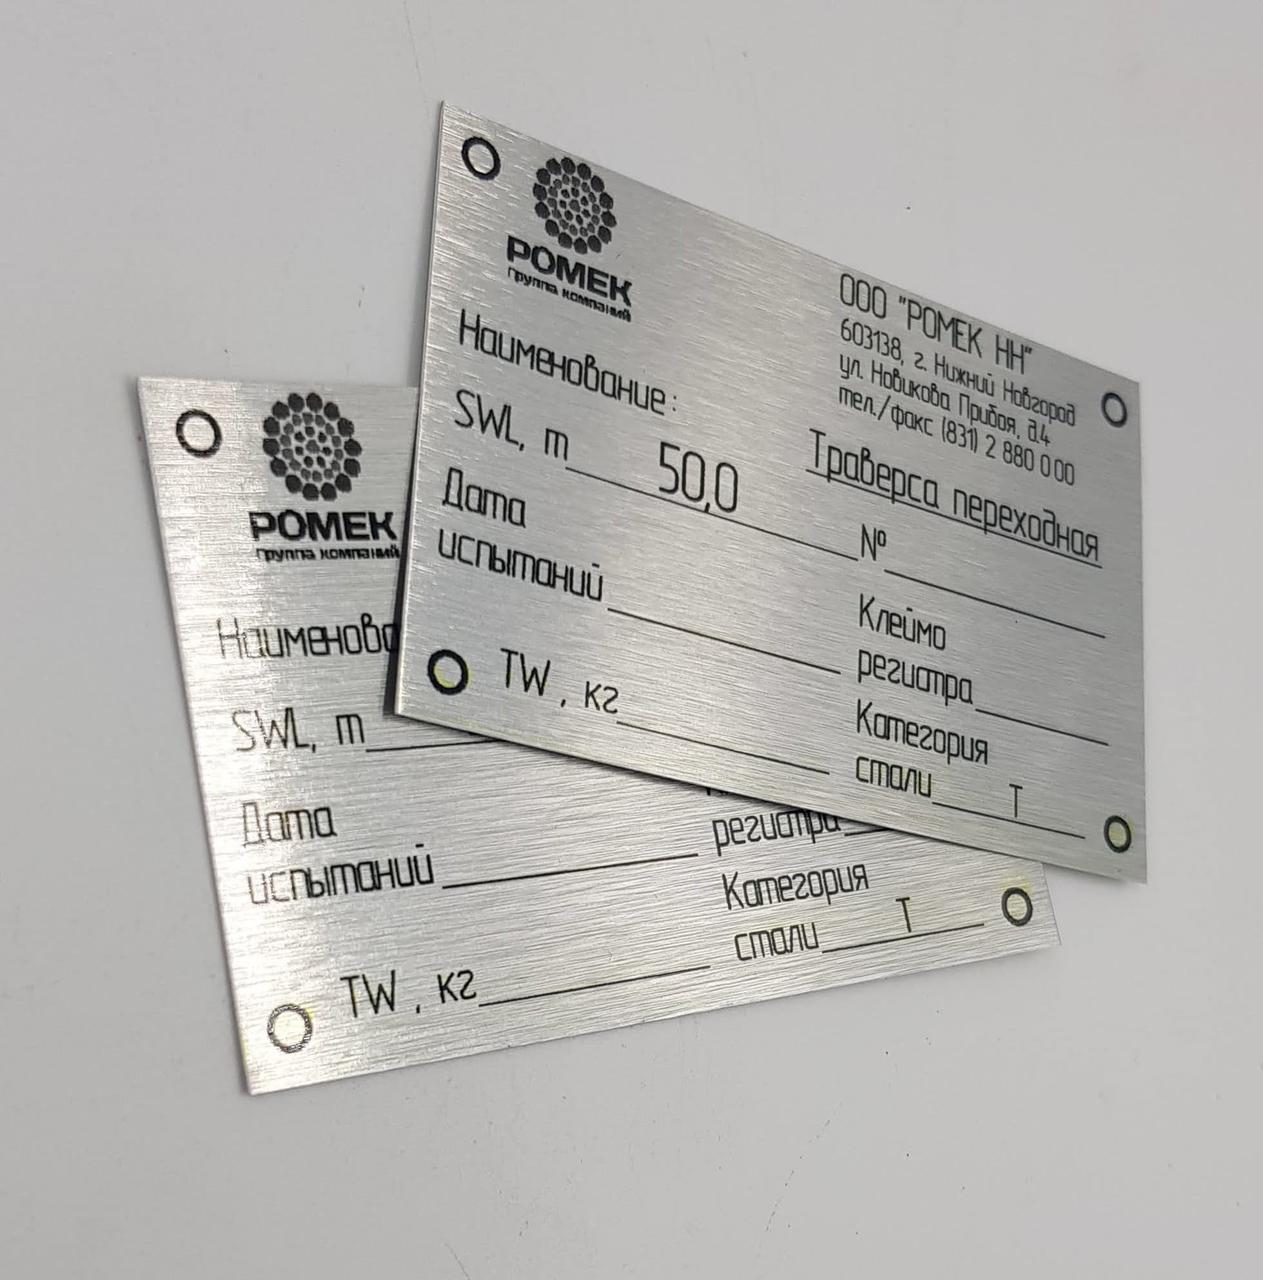 РОМЕК
группа компаний
ООО "РОМЕК НН"
603138, г. Нижний Новгород
ул. Новикова Прибоя, д.4
тел./факс (831) 2 880 000
Наименование:
Траверса переходная
SWL, т 50,0
№
Дата
испытаний
Клеймо
регистра
TW , кг
Категория
стали Т
РОМЕК
группа компаний
Наименова
SWL, т
Дата
испытаний
регистра
Категория
стали Т
TW , кг